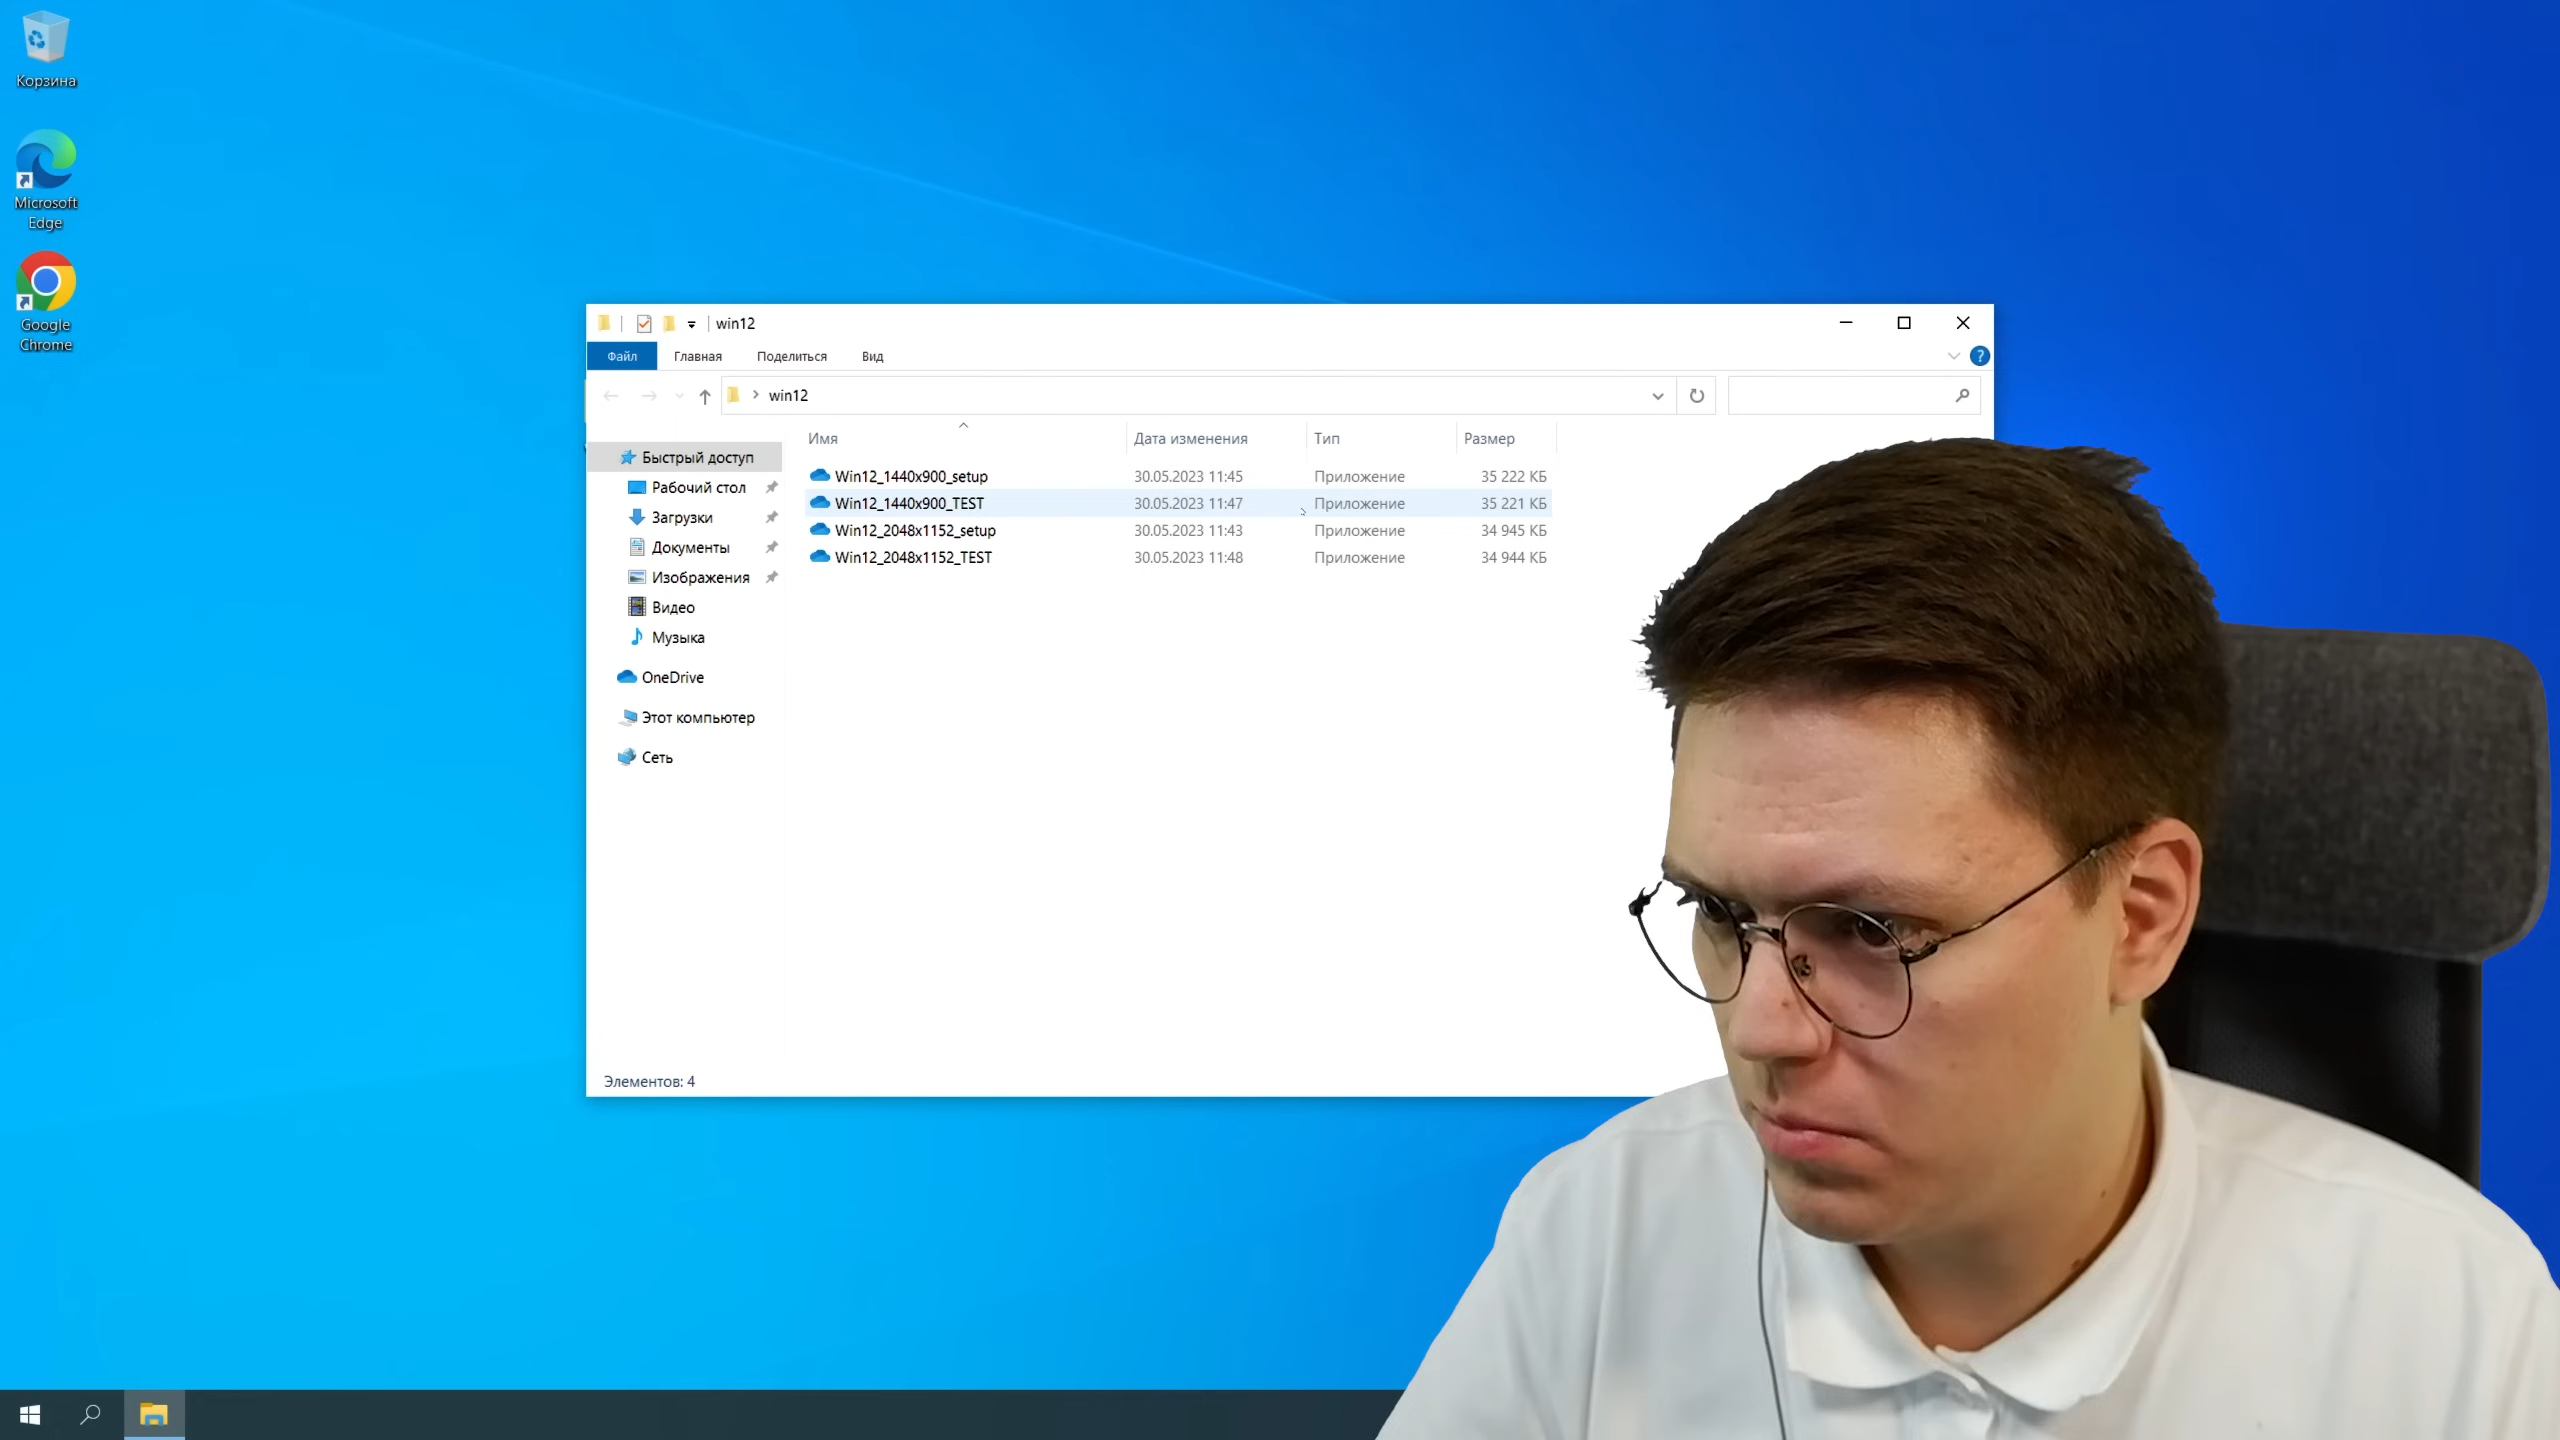 Корзина
Microsoft
Edge
Google
Chrome
win12
Файл Главная Поделиться Вид ?
win12
Имя Дата изменения Тип Размер
Быстрый доступ
Рабочий стол
Загрузки
Документы
Изображения
Видео
Музыка
OneDrive
Этот компьютер
Сеть
Win12_1440x900_setup 30.05.2023 11:45 Приложение 35 222 КБ
Win12_1440x900_TEST 30.05.2023 11:47 Приложение 35 221 КБ
Win12_2048x1152_setup 30.05.2023 11:43 Приложение 34 945 КБ
Win12_2048x1152_TEST 30.05.2023 11:48 Приложение 34 944 КБ
Элементов: 4